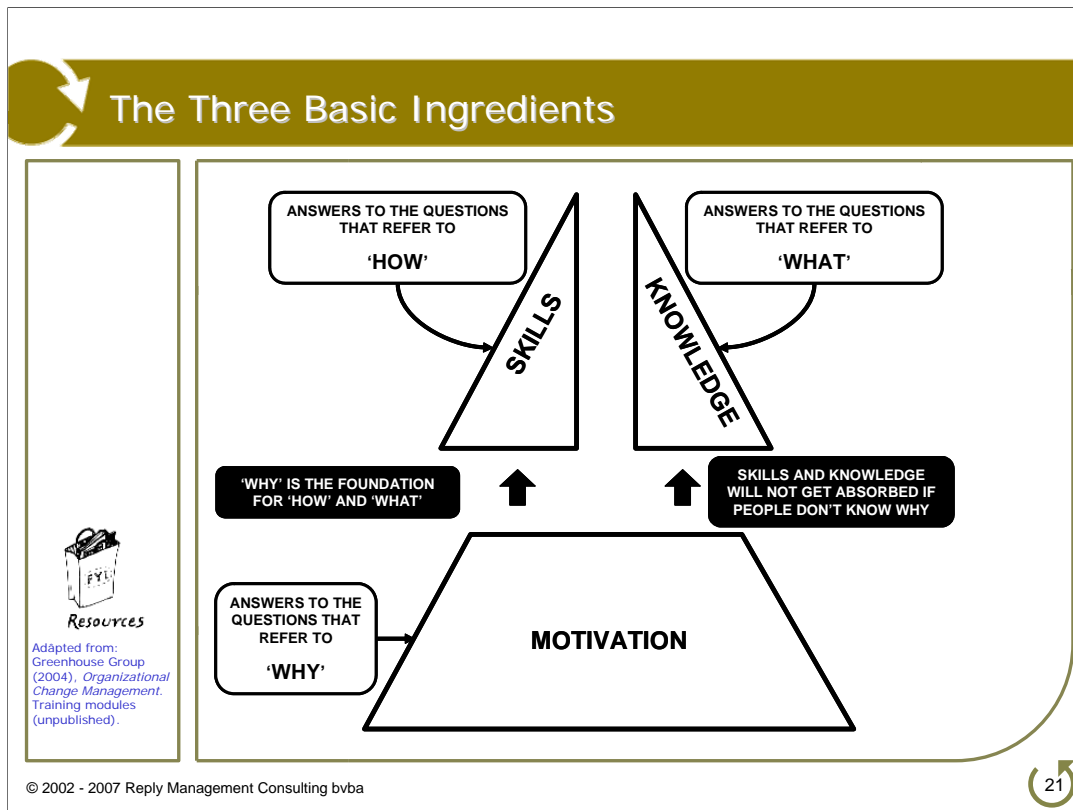 The Three Basic Ingredients
ANSWERS TO THE QUESTIONS
THAT REFER TO
‘HOW’
ANSWERS TO THE QUESTIONS
THAT REFER TO
‘WHAT’
SKILLS
KNOWLEDGE
‘WHY’ IS THE FOUNDATION
FOR ‘HOW’ AND ‘WHAT’
SKILLS AND KNOWLEDGE
WILL NOT GET ABSORBED IF
PEOPLE DON’T KNOW WHY
ANSWERS TO THE
QUESTIONS THAT
REFER TO
‘WHY’
MOTIVATION
FYI
Resources
Adapted from:
Greenhouse Group
(2004), Organizational
Change Management.
Training modules
(unpublished).
© 2002 - 2007 Reply Management Consulting bvba
21